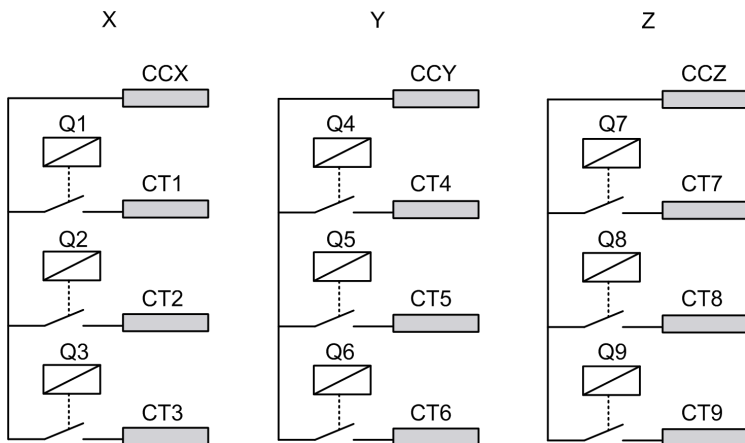 X Y Z
CCX CCY CCZ
Q1 Q4 Q7
CT1 CT4 CT7
Q2 Q5 Q8
CT2 CT5 CT8
Q3 Q6 Q9
CT3 CT6 CT9